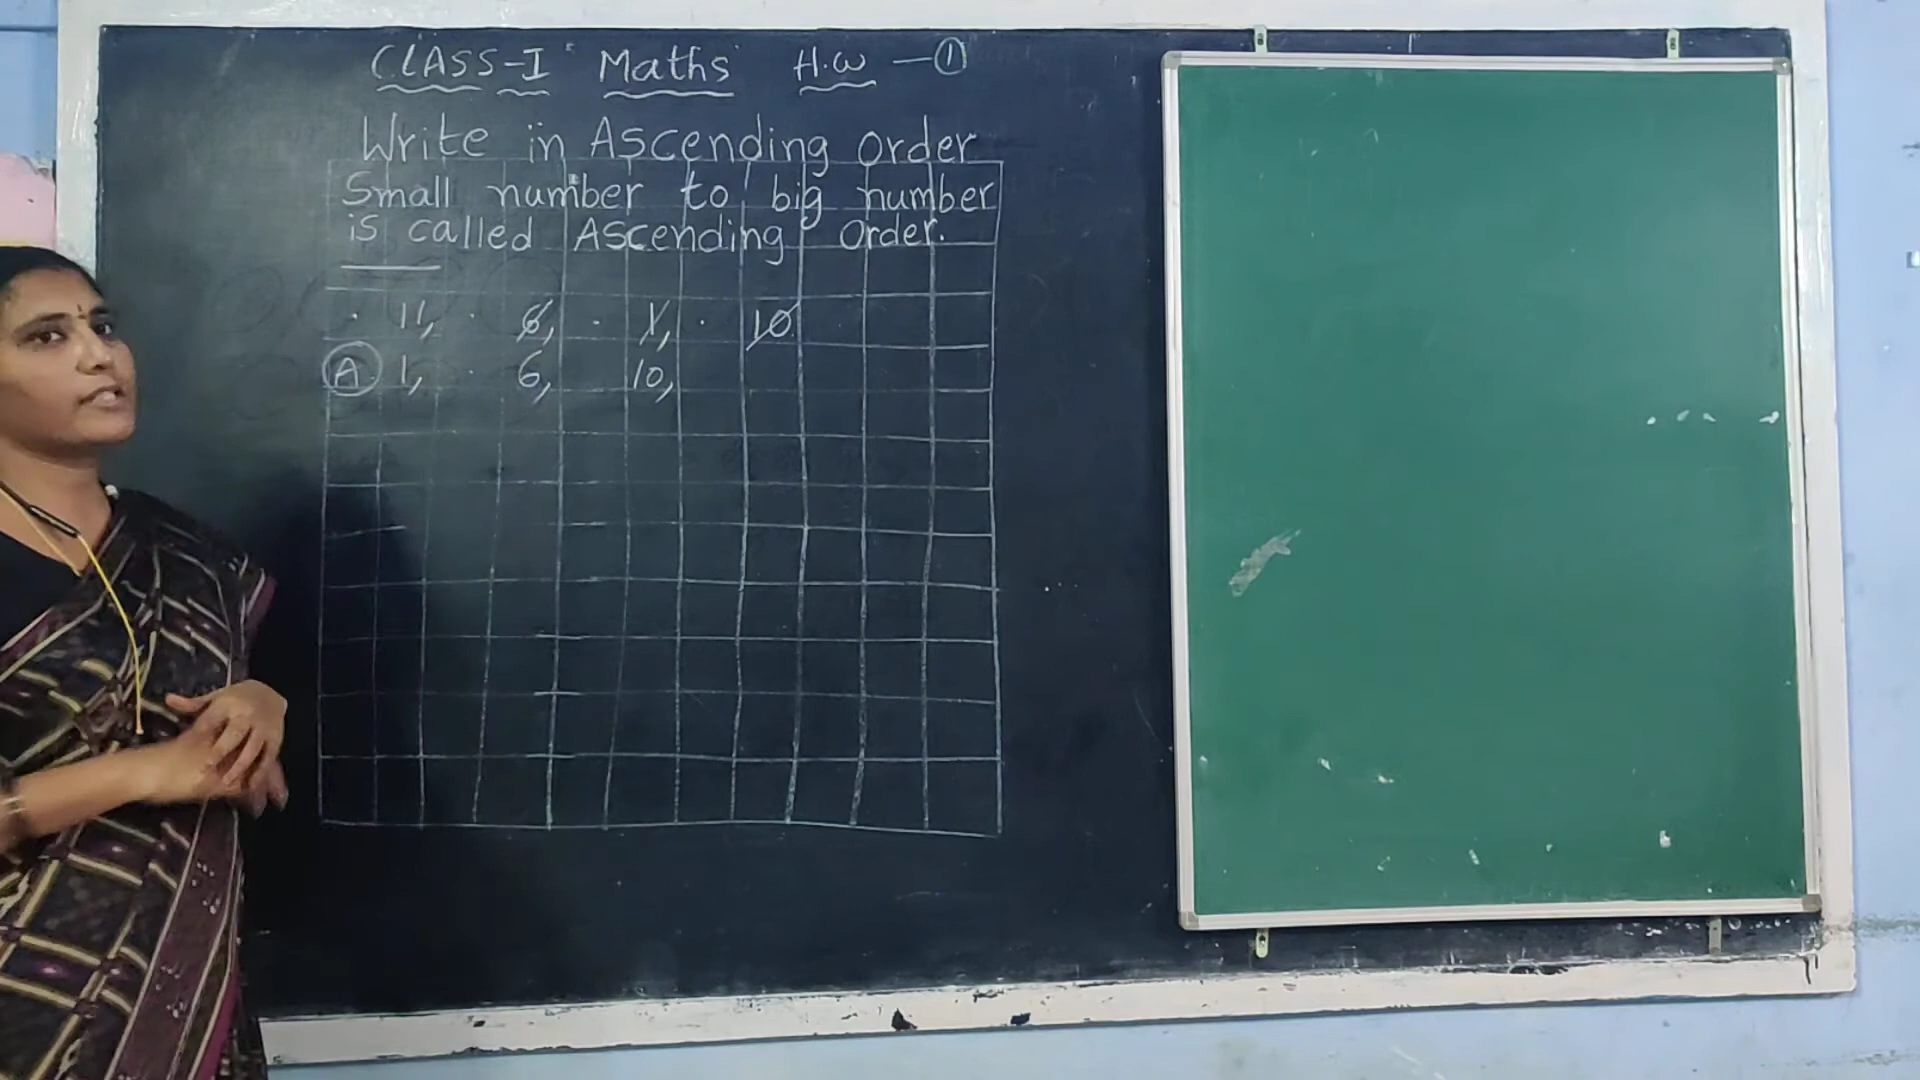 CLASS-I Maths H.W - 1
Write in Ascending order
Small number to big number
is called Ascending Order.
11, 6, 1, 10
A 1, 6, 10,